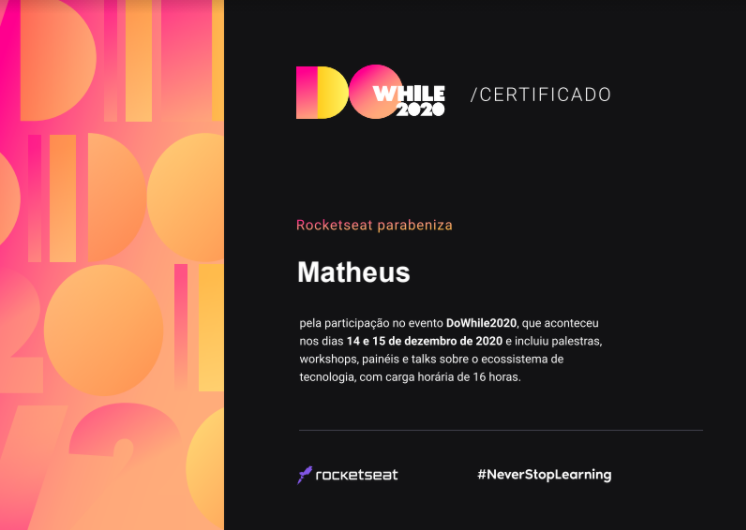 DO WHILE
2020
/CERTIFICADO
Rocketseat parabeniza
Matheus
pela participação no evento DoWhile2020, que aconteceu
nos dias 14 e 15 de dezembro de 2020 e incluiu palestras,
workshops, painéis e talks sobre o ecossistema de
tecnologia, com carga horária de 16 horas.
rocketseat
#NeverStopLearning